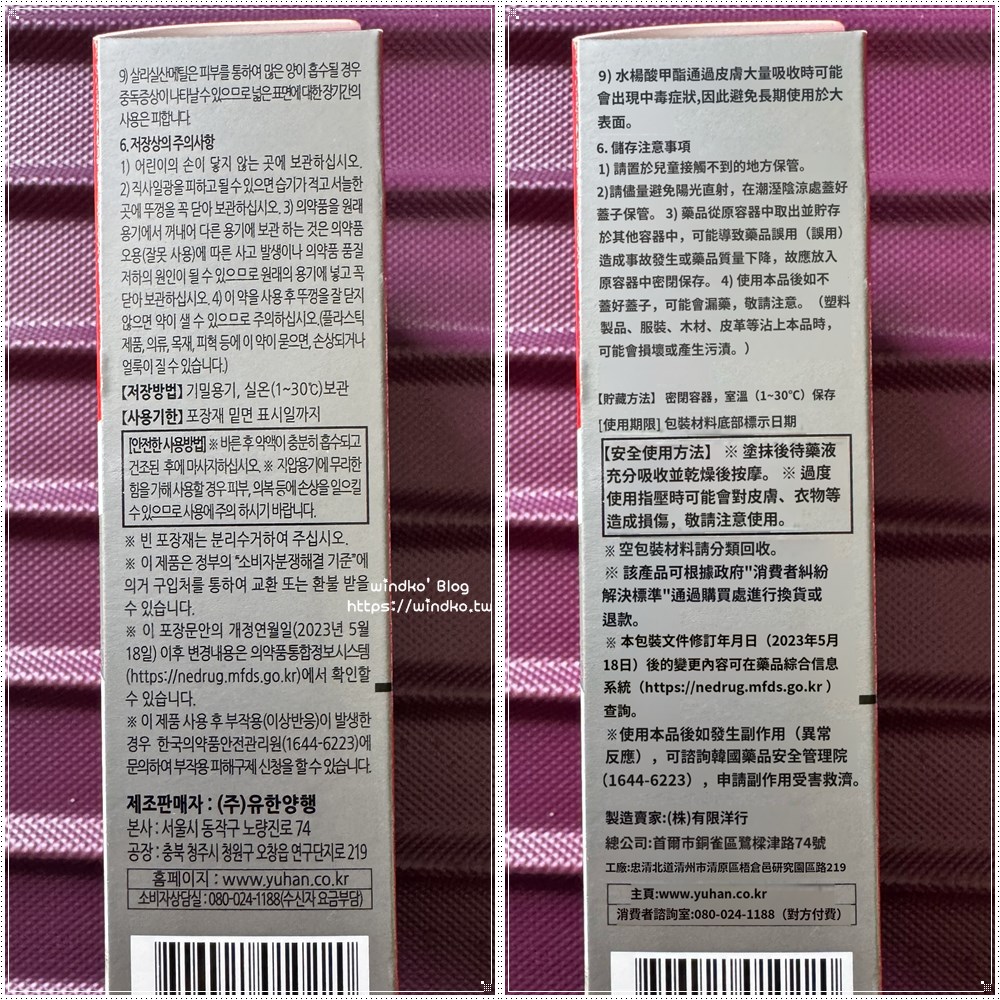 9) 살리실산메틸은 피부를 통하여 많은 양이 흡수될 경우
중독증상이 나타날 수 있으므로 넓은 표면에 대한 장기간의
사용은 피합니다.
6. 저장상의 주의사항
1) 어린이의 손이 닿지 않는 곳에 보관하십시오.
2) 직사일광을 피하고 될 수 있으면 습기가 적고 서늘한
곳에 뚜껑을 꼭 닫아 보관하십시오. 3) 의약품을 원래
용기에서 꺼내어 다른 용기에 보관 하는 것은 의약품
오용(잘못 사용)에 따른 사고 발생이나 의약품 품질
저하의 원인이 될 수 있으므로 원래의 용기에 넣고 꼭
닫아 보관하십시오. 4) 이 약을 사용 후 뚜껑을 잘 닫지
않으면 약이 샐 수 있으므로 주의하십시오.(플라스틱
제품, 의류, 목재, 피혁 등에 이 약이 묻으면, 손상되거나
얼룩이 질 수 있습니다.)
【저장방법】 기밀용기, 실온(1~30℃)보관
【사용기한】 포장재 밑면 표시일까지
[안전한 사용방법] ※ 바른 후 약액이 충분히 흡수되고
건조된 후에 마사지하십시오. ※ 지압용기에 무리한
힘을 가해 사용할 경우 피부, 의복 등에 손상을 일으킬
수 있으므로 사용에 주의 하시기 바랍니다.
※ 빈 포장재는 분리수거하여 주십시오.
※ 이 제품은 정부의 “소비자분쟁해결 기준”에
의거 구입처를 통하여 교환 또는 환불 받을
수 있습니다.
※ 이 포장문안의 개정연월일(2023년 5월
18일) 이후 변경내용은 의약품통합정보시스템
(https://nedrug.mfds.go.kr)에서 확인할
수 있습니다.
※ 이 제품 사용 후 부작용(이상반응)이 발생한
경우 한국의약품안전관리원(1644-6223)에
문의하여 부작용 피해구제 신청을 할 수 있습니다.
제조판매자 : (주)유한양행
본사 : 서울시 동작구 노량진로 74
공장 : 충북 청주시 청원구 오창읍 연구단지로 219
홈페이지 : www.yuhan.co.kr
소비자상담실 : 080-024-1188(수신자 요금부담)
windko' Blog
https://windko.tw
9) 水楊酸甲酯通過皮膚大量吸收時可能
會出現中毒症狀,因此避免長期使用於大
表面。
6. 儲存注意事項
1) 請置於兒童接觸不到的地方保管。
2)請儘量避免陽光直射，在潮溼陰涼處蓋好
蓋子保管。 3) 藥品從原容器中取出並貯存
於其他容器中，可能導致藥品誤用（誤用）
造成事故發生或藥品質量下降，故應放入
原容器中密閉保存。 4) 使用本品後如不
蓋好蓋子，可能會漏藥，敬請注意。（塑料
製品、服裝、木材、皮革等沾上本品時，
可能會損壞或產生污漬。）
【貯藏方法】 密閉容器，室溫（1~30℃）保存
[使用期限] 包裝材料底部標示日期
【安全使用方法】 ※ 塗抹後待藥液
充分吸收並乾燥後按摩。 ※ 過度
使用指壓時可能會對皮膚、衣物等
造成損傷，敬請注意使用。
※ 空包裝材料請分類回收。
※ 該產品可根據政府"消費者糾紛
解決標準"通過購買處進行換貨或
退款。
※ 本包裝文件修訂年月日（2023年5月
18日）後的變更內容可在藥品綜合信息
系統（https://nedrug.mfds.go.kr ）
查詢。
※使用本品後如發生副作用（異常
反應），可諮詢韓國藥品安全管理院
（1644-6223），申請副作用受害救濟。
製造賣家:(株)有限洋行
總公司:首爾市銅雀區鷺樑津路74號
工廠:忠清北道清州市清原區梧倉邑研究園區路219
主頁:www.yuhan.co.kr
消費者諮詢室:080-024-1188（對方付費）